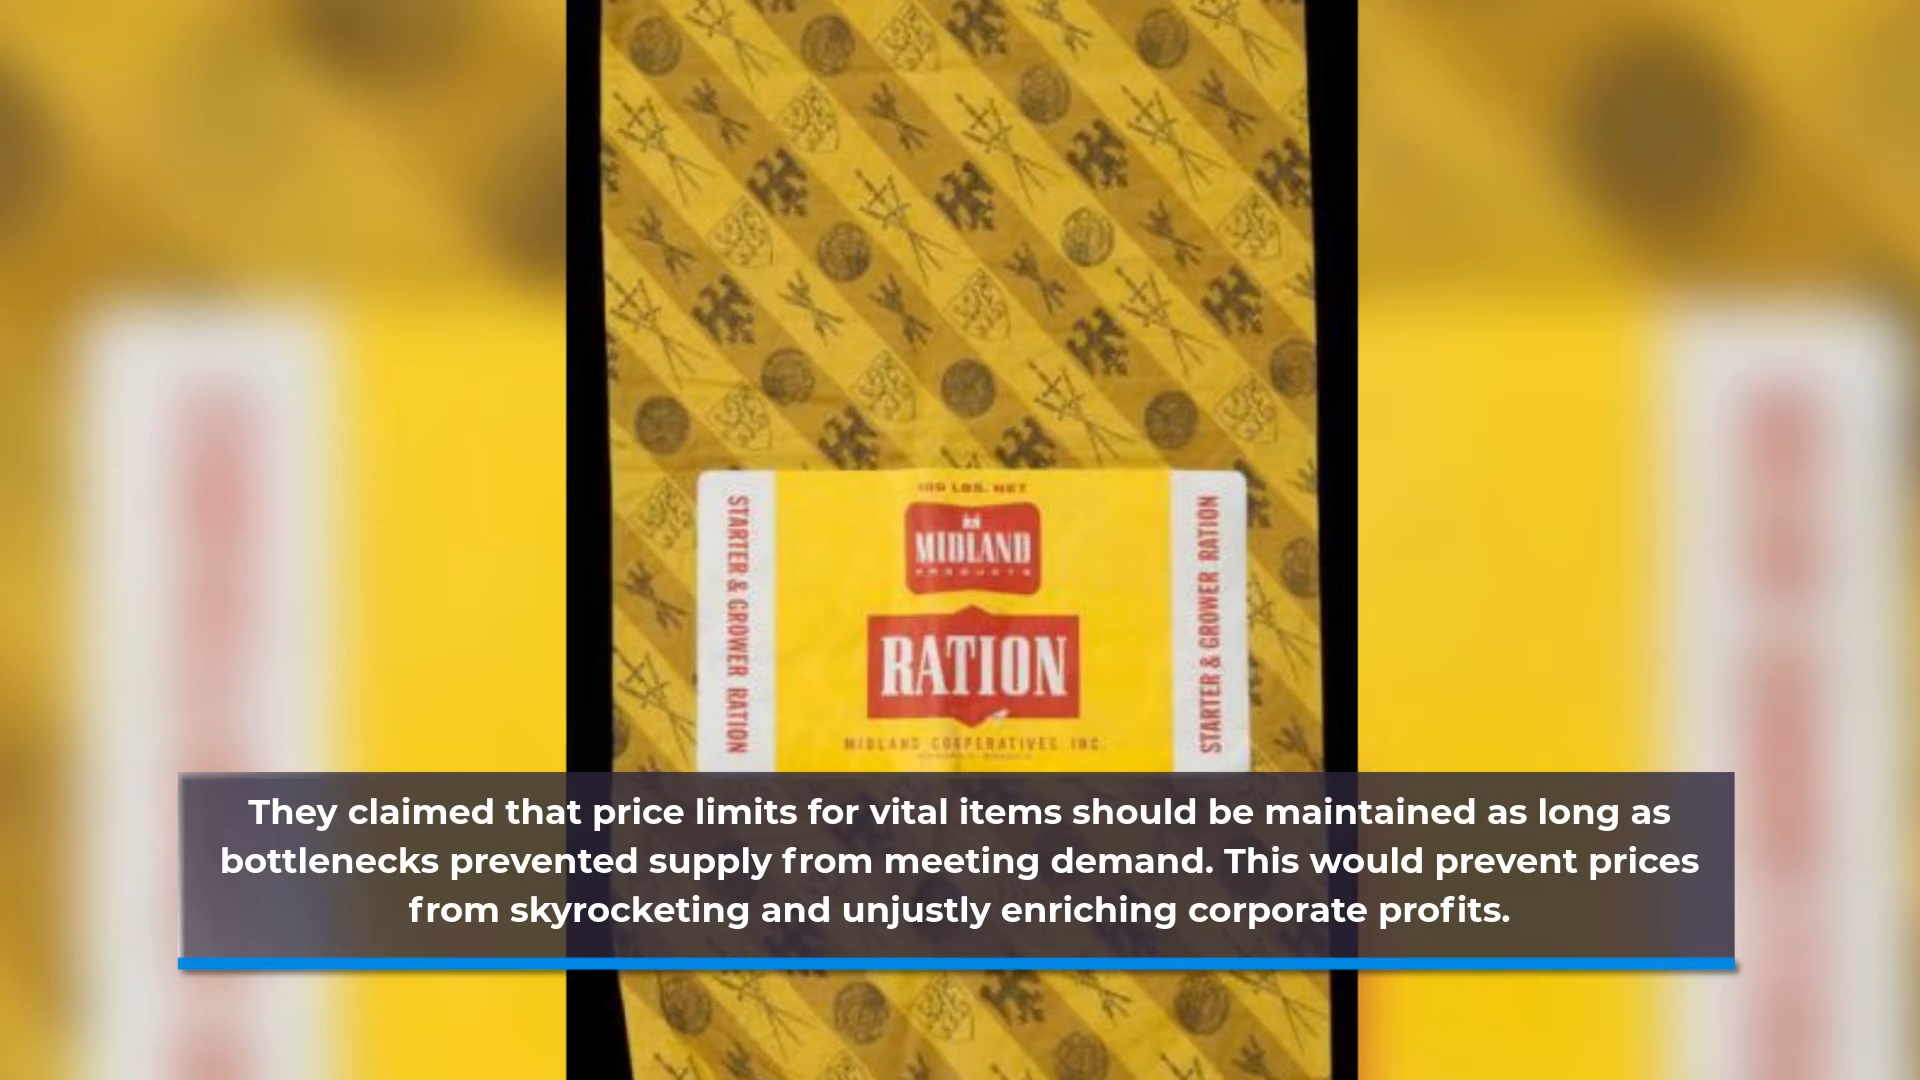 100 LBS. NET
MIDLAND
PRODUCTS
RATION
STARTER & GROWER RATION
STARTER & GROWER RATION
MIDLAND COOPERATIVES INC.
They claimed that price limits for vital items should be maintained as long as
bottlenecks prevented supply from meeting demand. This would prevent prices
from skyrocketing and unjustly enriching corporate profits.